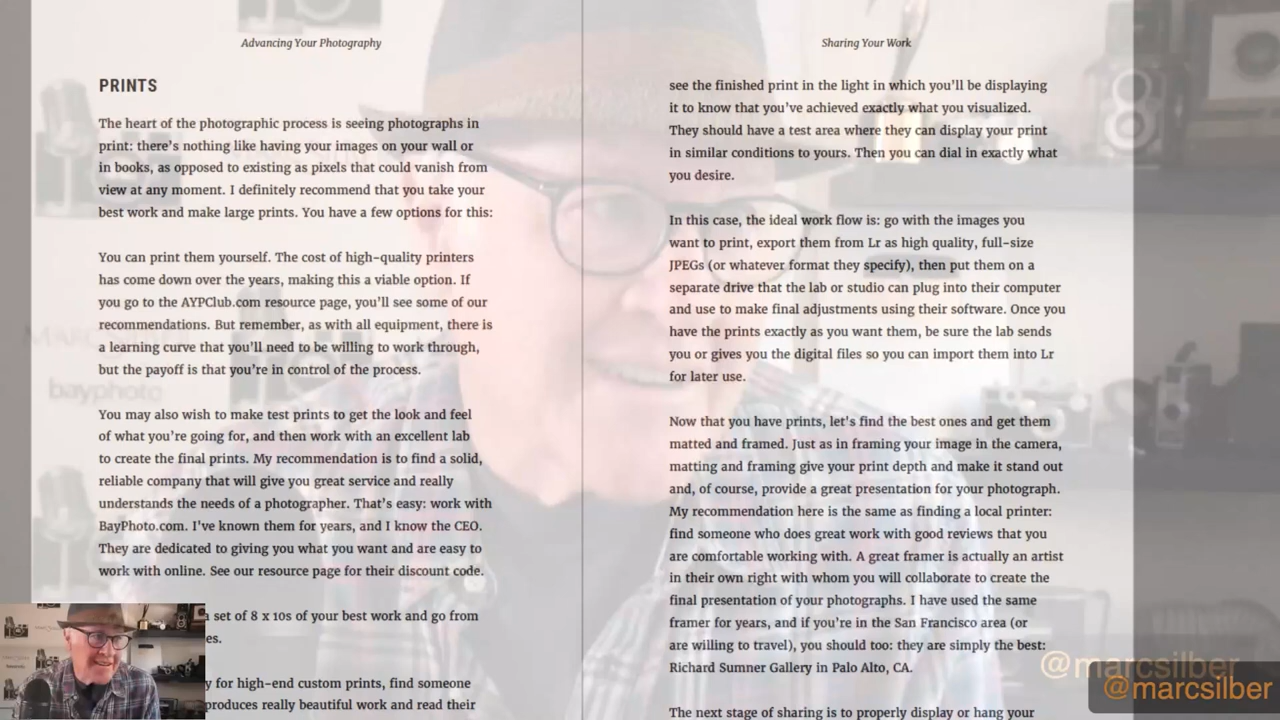 Advancing Your Photography
PRINTS
The heart of the photographic process is seeing photographs in
print: there's nothing like having your images on your wall or
in books, as opposed to existing as pixels that could vanish from
view at any moment. I definitely recommend that you take your
best work and make large prints. You have a few options for this:
You can print them yourself. The cost of high-quality printers
has come down over the years, making this a viable option. If
you go to the AYPClub.com resource page, you'll see some of our
recommendations. But remember, as with all equipment, there is
a learning curve that you'll need to be willing to work through,
but the payoff is that you're in control of the process.
You may also wish to make test prints to get the look and feel
of what you're going for, and then work with an excellent lab
to create the final prints. My recommendation is to find a solid,
reliable company that will give you great service and really
understands the needs of a photographer. That's easy: work with
BayPhoto.com. I've known them for years, and I know the CEO.
They are dedicated to giving you what you want and are easy to
work with online. See our resource page for their discount code.
a set of 8 x 10s of your best work and go from
es.
y for high-end custom prints, find someone
produces really beautiful work and read their
Sharing Your Work
see the finished print in the light in which you'll be displaying
it to know that you've achieved exactly what you visualized.
They should have a test area where they can display your print
in similar conditions to yours. Then you can dial in exactly what
you desire.
In this case, the ideal work flow is: go with the images you
want to print, export them from Lr as high quality, full-size
JPEGs (or whatever format they specify), then put them on a
separate drive that the lab or studio can plug into their computer
and use to make final adjustments using their software. Once you
have the prints exactly as you want them, be sure the lab sends
you or gives you the digital files so you can import them into Lr
for later use.
Now that you have prints, let's find the best ones and get them
matted and framed. Just as in framing your image in the camera,
matting and framing give your print depth and make it stand out
and, of course, provide a great presentation for your photograph.
My recommendation here is the same as finding a local printer:
find someone who does great work with good reviews that you
are comfortable working with. A great framer is actually an artist
in their own right with whom you will collaborate to create the
final presentation of your photographs. I have used the same
framer for years, and if you're in the San Francisco area (or
are willing to travel), you should too: they are simply the best:
Richard Sumner Gallery in Palo Alto, CA.
The next stage of sharing is to properly display or hang your
bayphoto
@marcsilber
@marcsilber